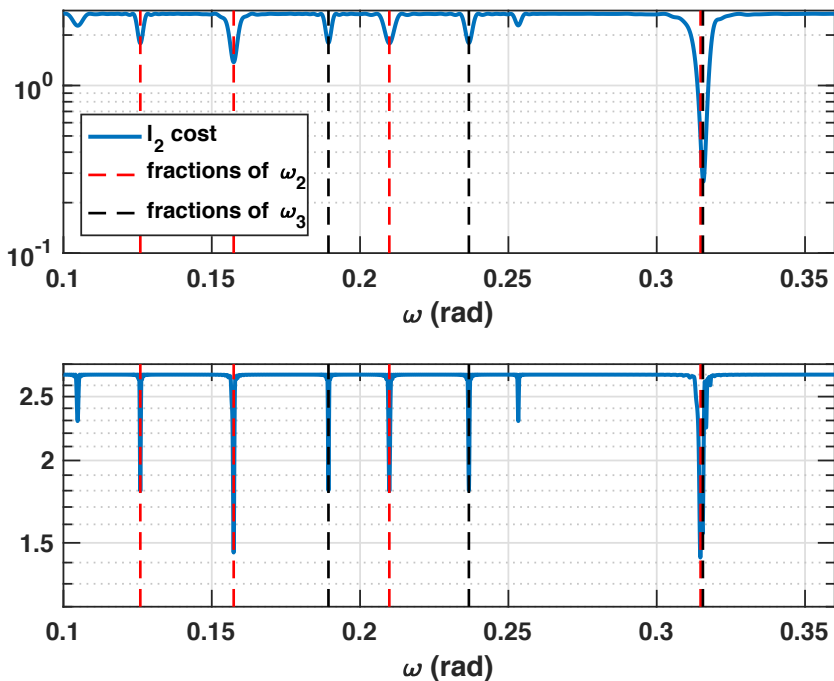 10⁰
10⁻¹
l₂ cost
fractions of ω₂
fractions of ω₃
0.1 0.15 0.2 0.25 0.3 0.35
ω (rad)
2.5
2
1.5
0.1 0.15 0.2 0.25 0.3 0.35
ω (rad)